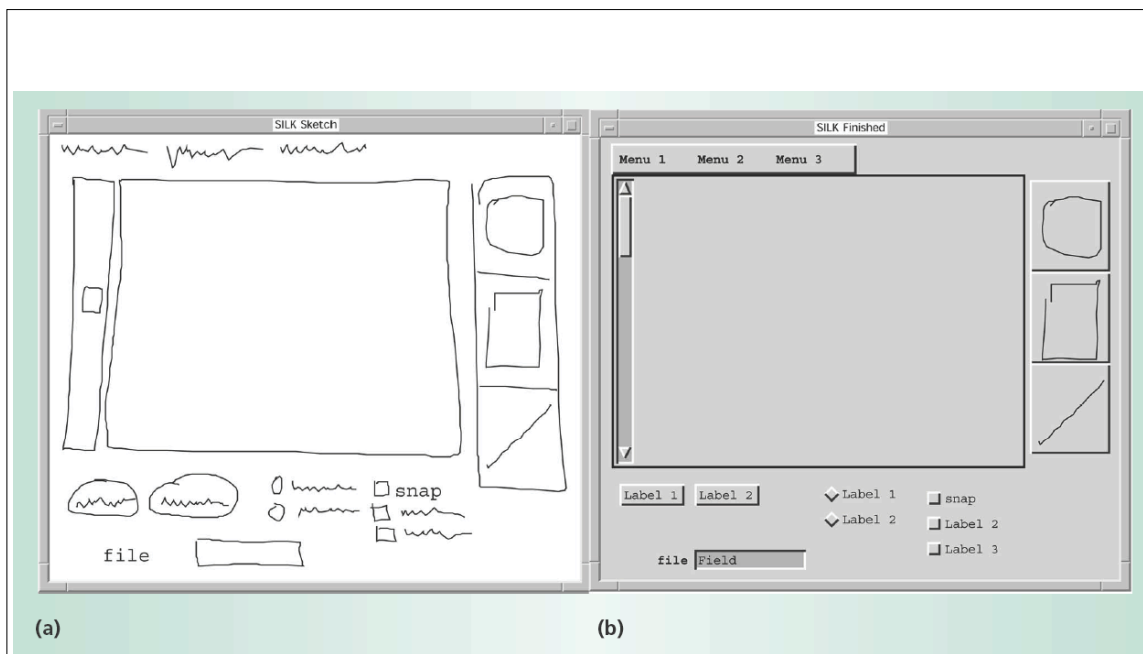 SILK Sketch
snap
file
(a)
SILK Finished
Menu 1 Menu 2 Menu 3
Label 1 Label 2
Label 1
Label 2
snap
Label 2
Label 3
file Field
(b)